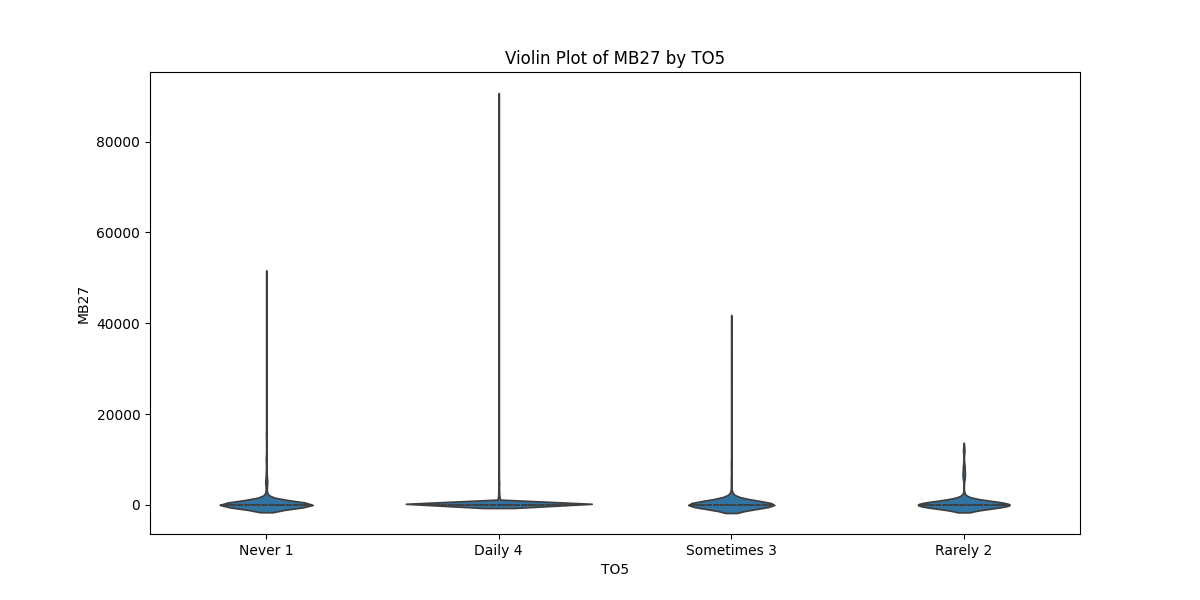 Violin Plot of MB27 by TO5
MB27
80000
60000
40000
20000
0
Never 1
Daily 4
Sometimes 3
Rarely 2
TO5